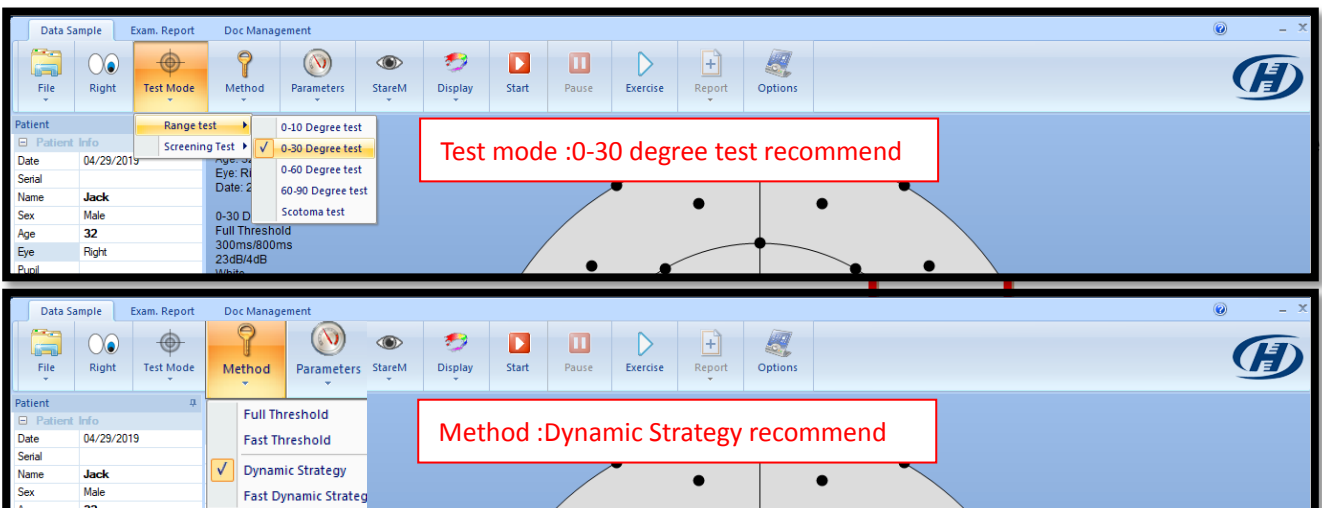 Data Sample Exam. Report Doc Management
File Right Test Mode Method Parameters StareM Display Start Pause Exercise Report Options
Patient
Patient Info
Date 04/29/2019
Serial
Name Jack
Sex Male
Age 32
Eye Right
Pupil
Range test
Screening Test
0-10 Degree test
0-30 Degree test
0-60 Degree test
60-90 Degree test
Scotoma test
Eye: Ri
Date: 2
0-30 D
Full Threshold
300ms/800ms
23dB/4dB
White
Test mode :0-30 degree test recommend
Data Sample Exam. Report Doc Management
File Right Test Mode Method Parameters StareM Display Start Pause Exercise Report Options
Patient
Patient Info
Date 04/29/2019
Serial
Name Jack
Sex Male
Full Threshold
Fast Threshold
Dynamic Strategy
Fast Dynamic Strateg
Method :Dynamic Strategy recommend